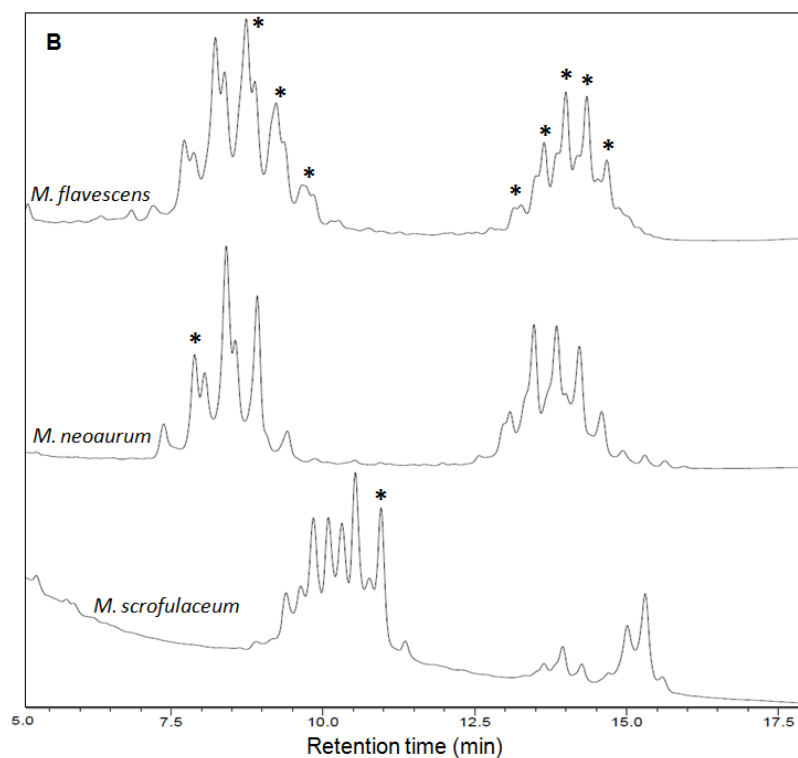 B
*
*
*
*
*
*
*
*
M. flavescens
*
M. neoaurum
*
M. scrofulaceum
5.0 7.5 10.0 12.5 15.0 17.5
Retention time (min)